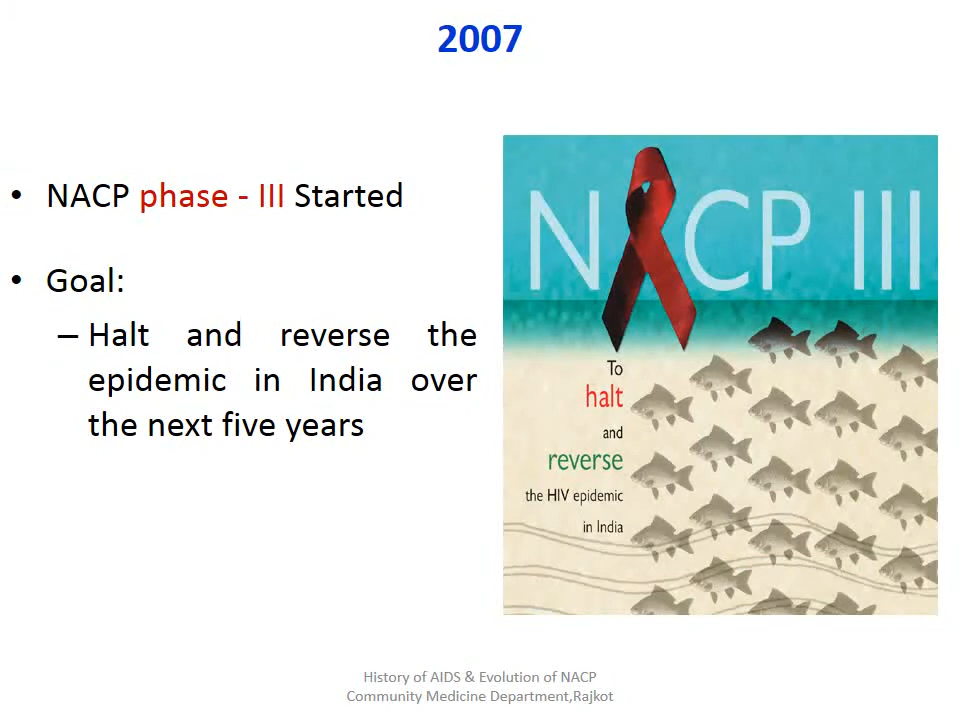 2007
• NACP phase - III Started
• Goal:
– Halt and reverse the
epidemic in India over
the next five years
NACP III
To
halt
and
reverse
the HIV epidemic
in India
History of AIDS & Evolution of NACP
Community Medicine Department,Rajkot